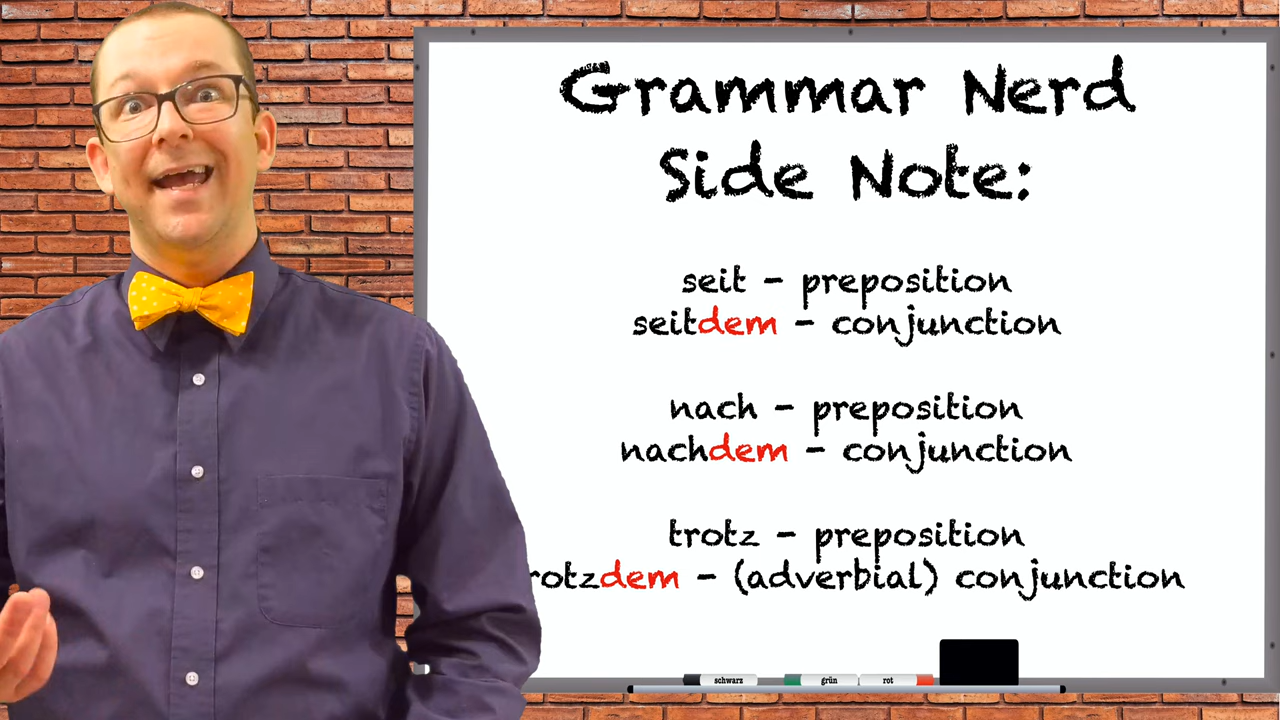 Grammar Nerd
Side Note:
seit - preposition
seitdem - conjunction
nach - preposition
nachdem - conjunction
trotz - preposition
rotzdem - (adverbial) conjunction
schwarz grün rot